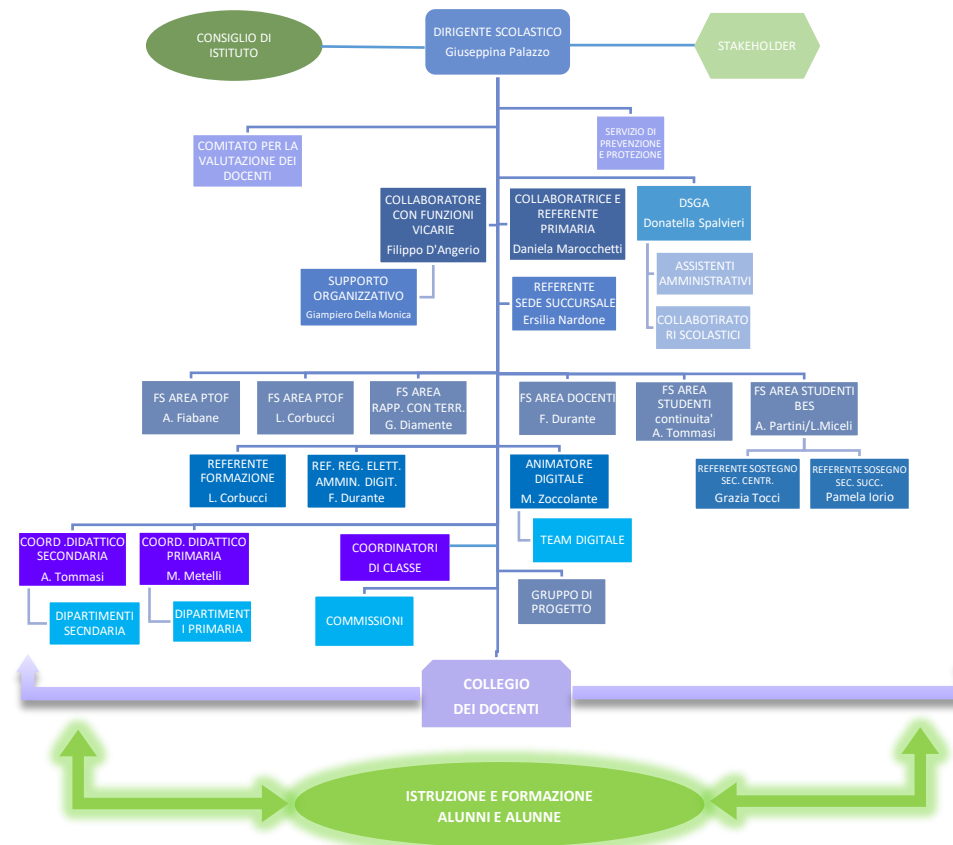 CONSIGLIO DI
ISTITUTO
DIRIGENTE SCOLASTICO
Giuseppina Palazzo
STAKEHOLDER
COMITATO PER LA
VALUTAZIONE DEI
DOCENTI
SERVIZIO DI
PREVENZIONE
E PROTEZIONE
COLLABORATORE
CON FUNZIONI
VICARIE
Filippo D'Angerio
COLLABORATRICE E
REFERENTE
PRIMARIA
Daniela Marocchetti
DSGA
Donatella Spalvieri
SUPPORTO
ORGANIZZATIVO
Giampiero Della Monica
REFERENTE
SEDE SUCCURSALE
Ersilia Nardone
ASSISTENTI
AMMINISTRATIVI
COLLABOTìRATO
RI SCOLASTICI
FS AREA PTOF
A. Fiabane
FS AREA PTOF
L. Corbucci
FS AREA
RAPP. CON TERR.
G. Diamente
FS AREA DOCENTI
F. Durante
FS AREA
STUDENTI
continuita'
A. Tommasi
FS AREA STUDENTI
BES
A. Partini/L.Miceli
REFERENTE
FORMAZIONE
L. Corbucci
REF. REG. ELETT.
AMMIN. DIGIT.
F. Durante
ANIMATORE
DIGITALE
M. Zoccolante
REFERENTE SOSTEGNO
SEC. CENTR.
Grazia Tocci
REFERENTE SOSEGNO
SEC. SUCC.
Pamela Iorio
COORD .DIDATTICO
SECONDARIA
A. Tommasi
COORD. DIDATTICO
PRIMARIA
M. Metelli
COORDINATORI
DI CLASSE
TEAM DIGITALE
DIPARTIMENTI
SECNDARIA
DIPARTIMENT
I PRIMARIA
COMMISSIONI
GRUPPO DI
PROGETTO
COLLEGIO
DEI DOCENTI
ISTRUZIONE E FORMAZIONE
ALUNNI E ALUNNE